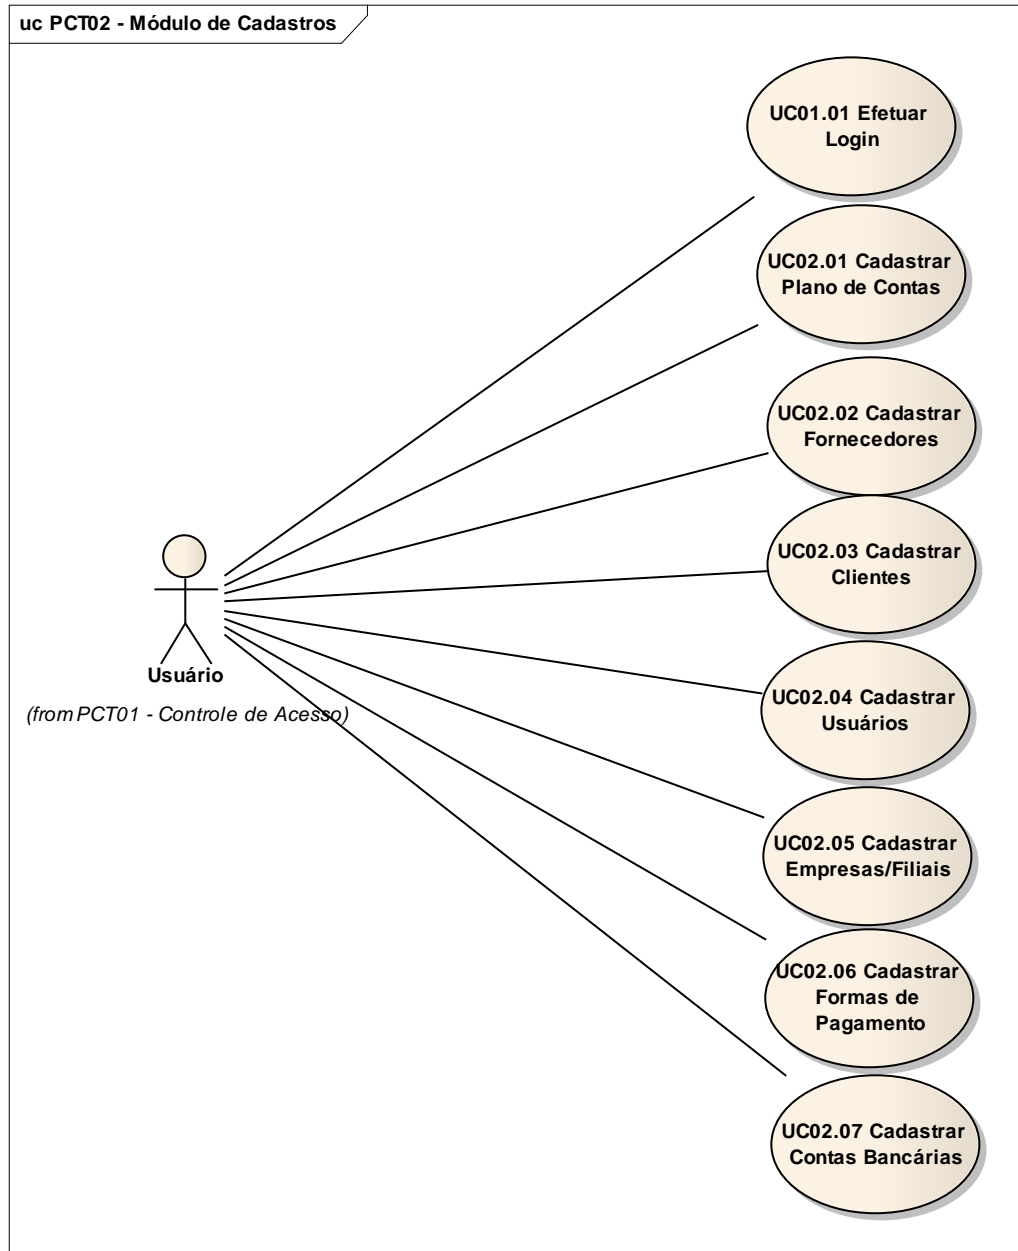 uc PCT02 - Módulo de Cadastros
UC01.01 Efetuar
Login
UC02.01 Cadastrar
Plano de Contas
UC02.02 Cadastrar
Fornecedores
UC02.03 Cadastrar
Clientes
Usuário
(from PCT01 - Controle de Acesso)
UC02.04 Cadastrar
Usuários
UC02.05 Cadastrar
Empresas/Filiais
UC02.06 Cadastrar
Formas de
Pagamento
UC02.07 Cadastrar
Contas Bancárias